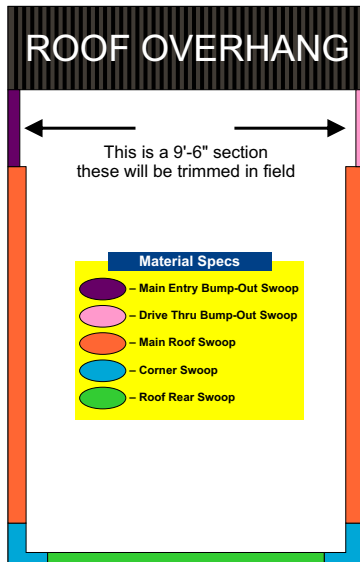 ROOF OVERHANG
This is a 9'-6" section
these will be trimmed in field
Material Specs
– Main Entry Bump-Out Swoop
– Drive Thru Bump-Out Swoop
– Main Roof Swoop
– Corner Swoop
– Roof Rear Swoop